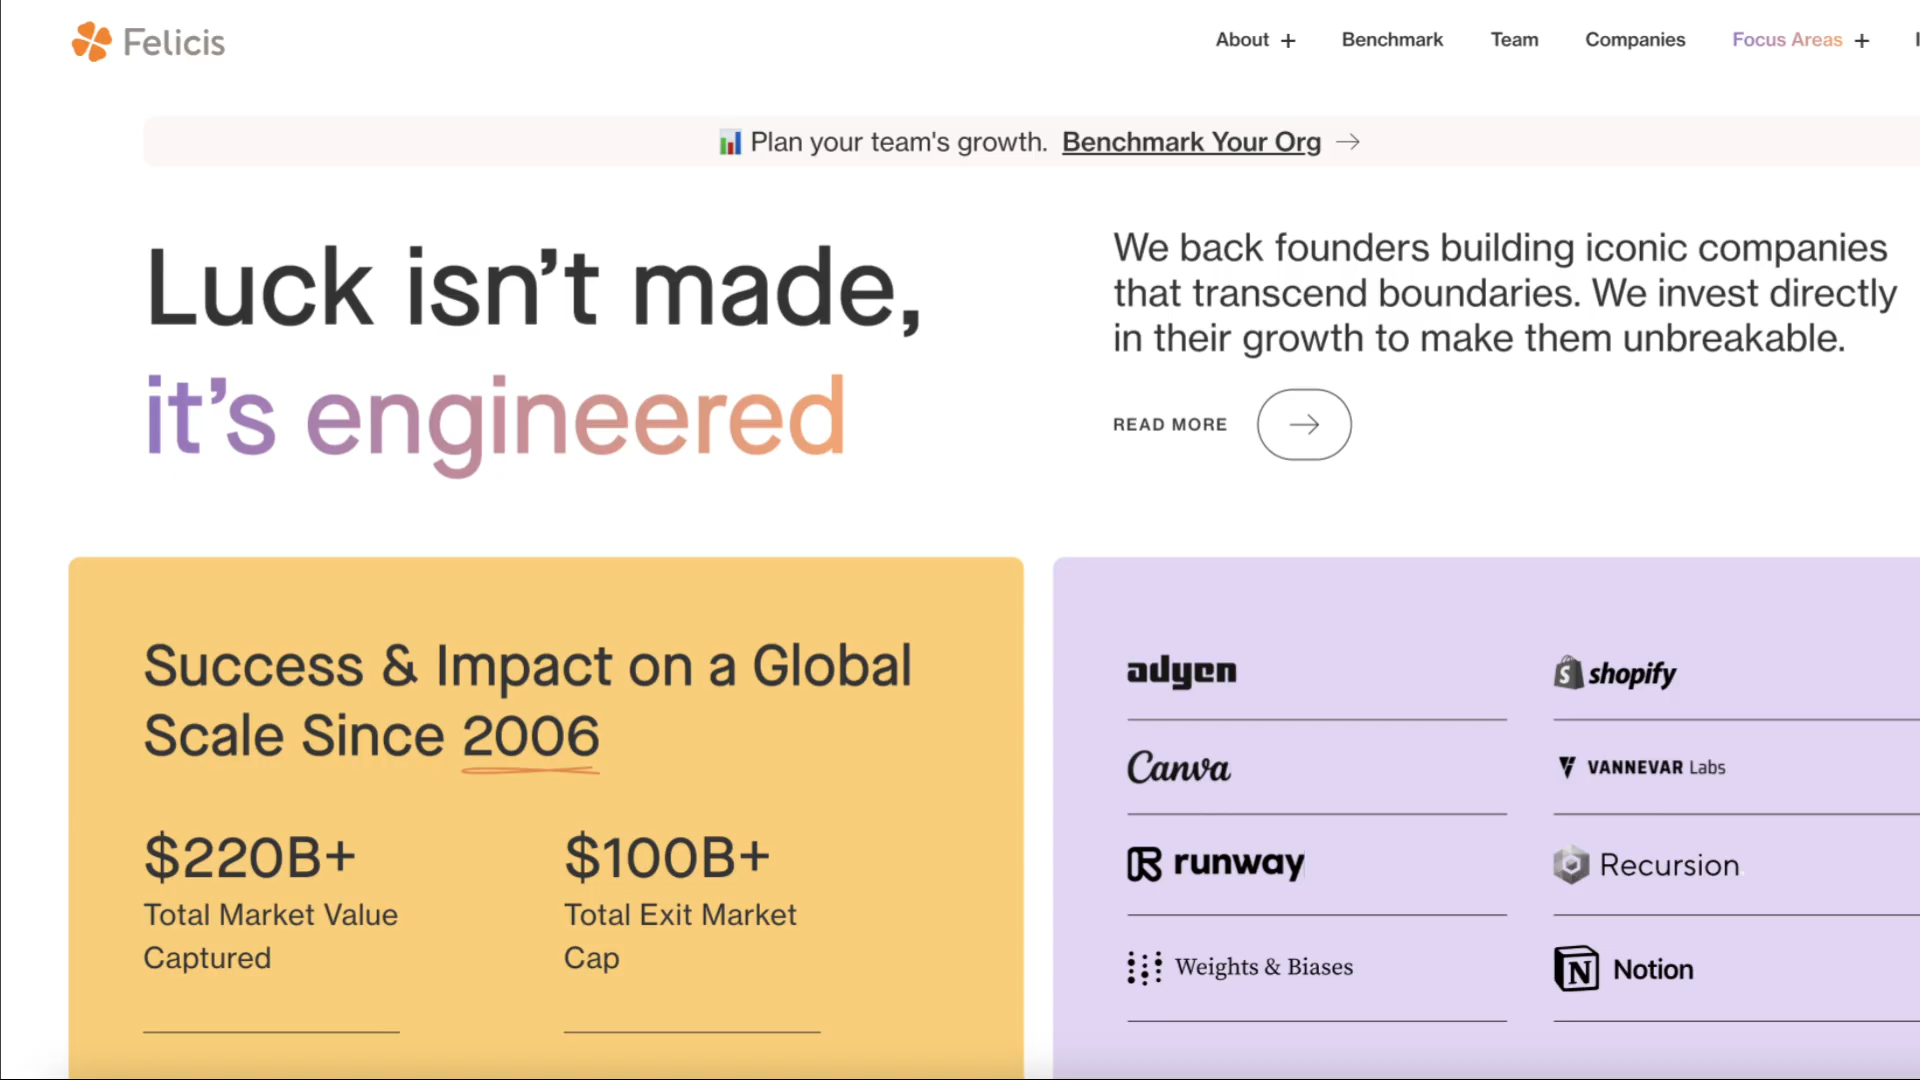 Felicis
About +
Benchmark
Team
Companies
Focus Areas +
Plan your team's growth. Benchmark Your Org →
Luck isn’t made,
it’s engineered
We back founders building iconic companies
that transcend boundaries. We invest directly
in their growth to make them unbreakable.
READ MORE
Success & Impact on a Global
Scale Since 2006
$220B+
Total Market Value
Captured
$100B+
Total Exit Market
Cap
adyen
shopify
Canva
VANNEVAR Labs
runway
Recursion
Weights & Biases
Notion